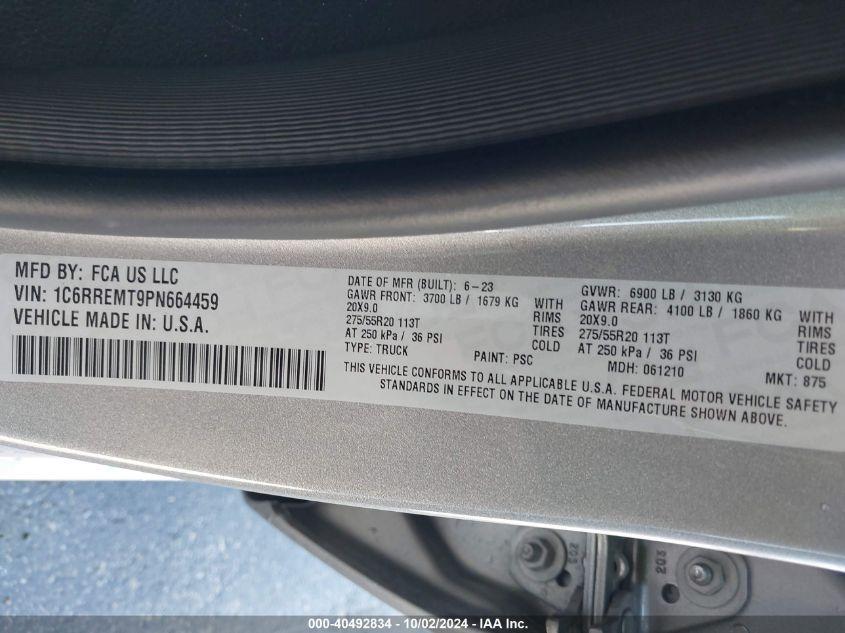 MFD BY: FCA US LLC
VIN: 1C6RREMT9PN664459
VEHICLE MADE IN: U.S.A.
DATE OF MFR (BUILT): 6-23
GAWR FRONT: 3700 LB / 1679 KG WITH
20X9.0 RIMS
275/55R20 113T TIRES
AT 250 kPa / 36 PSI COLD
TYPE: TRUCK PAINT: PSC
GVWR: 6900 LB / 3130 KG
GAWR REAR: 4100 LB / 1860 KG WITH
20X9.0 RIMS
275/55R20 113T TIRES
AT 250 kPa / 36 PSI COLD
MDH: 061210 MKT: 875
THIS VEHICLE CONFORMS TO ALL APPLICABLE U.S.A. FEDERAL MOTOR VEHICLE SAFETY
STANDARDS IN EFFECT ON THE DATE OF MANUFACTURE SHOWN ABOVE.
000-40492834 - 10/02/2024 - IAA Inc.